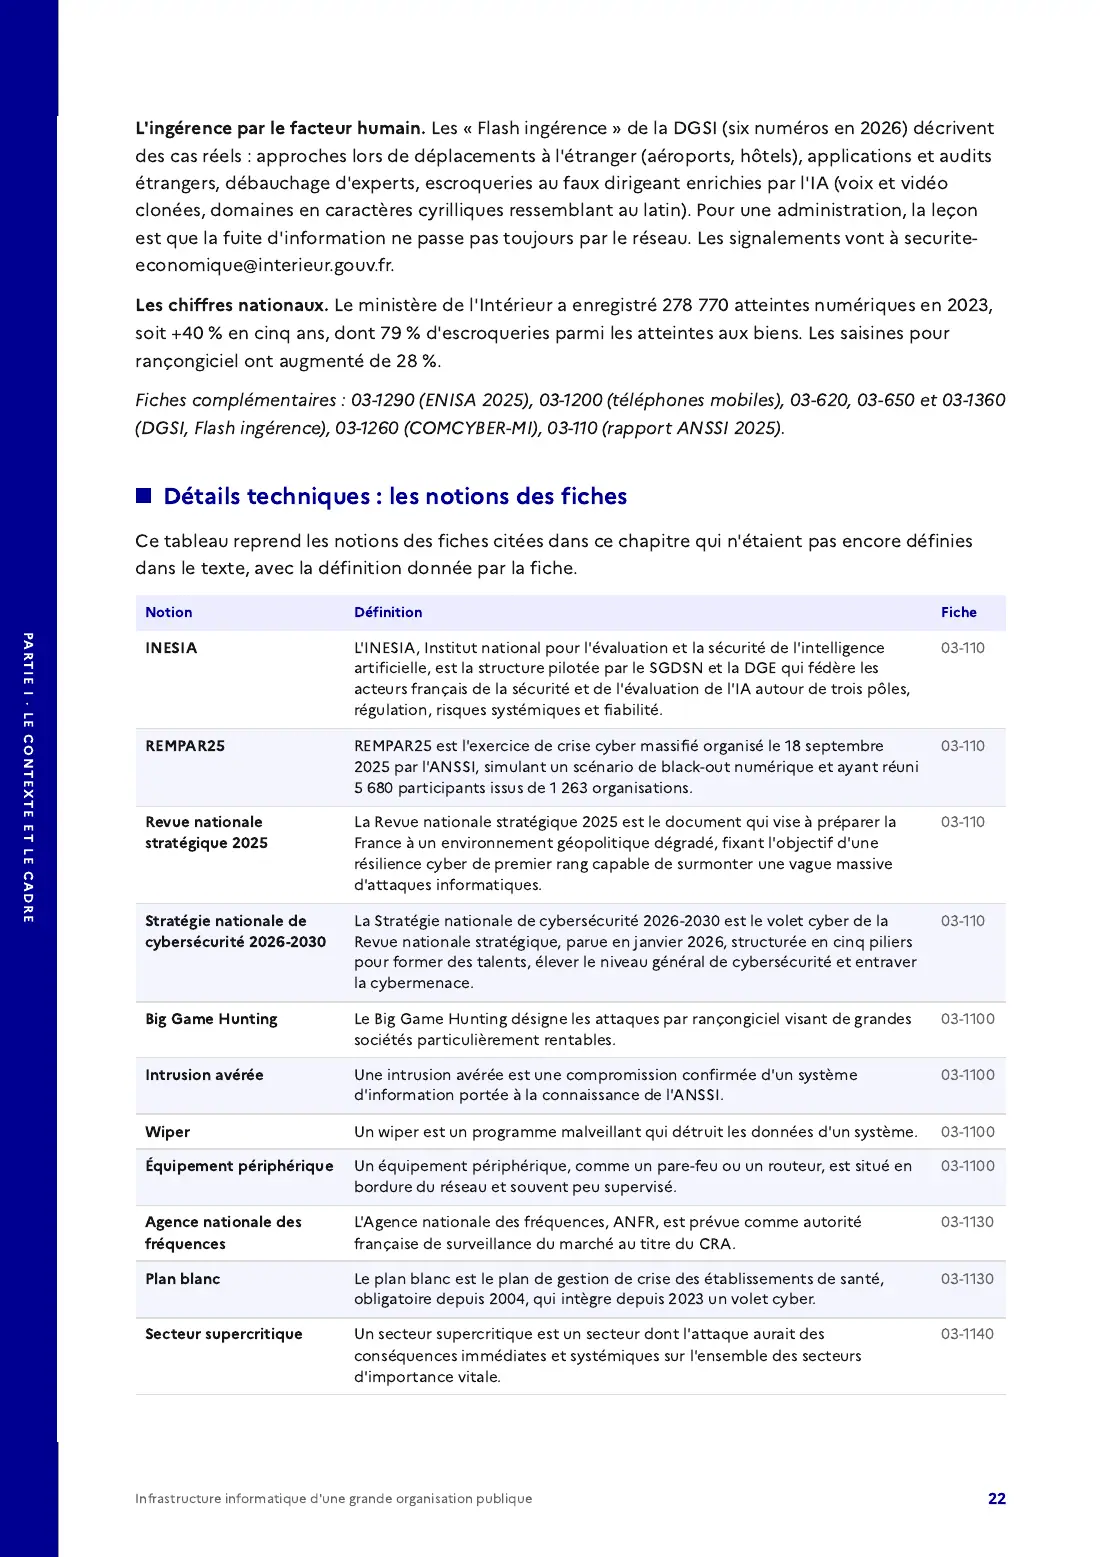 L'ingérence par le facteur humain. Les « Flash ingérence » de la DGSI (six numéros en 2026) décrivent
des cas réels : approches lors de déplacements à l'étranger (aéroports, hôtels), applications et audits
étrangers, débauchage d'experts, escroqueries au faux dirigeant enrichies par l'IA (voix et vidéo
clonées, domaines en caractères cyrilliques ressemblant au latin). Pour une administration, la leçon
est que la fuite d'information ne passe pas toujours par le réseau. Les signalements vont à securite-
economique@interieur.gouv.fr.
Les chiffres nationaux. Le ministère de l'Intérieur a enregistré 278 770 atteintes numériques en 2023,
soit +40 % en cinq ans, dont 79 % d'escroqueries parmi les atteintes aux biens. Les saisines pour
rançongiciel ont augmenté de 28 %.
Fiches complémentaires : 03-1290 (ENISA 2025), 03-1200 (téléphones mobiles), 03-620, 03-650 et 03-1360
(DGSI, Flash ingérence), 03-1260 (COMCYBER-MI), 03-110 (rapport ANSSI 2025).
Détails techniques : les notions des fiches
Ce tableau reprend les notions des fiches citées dans ce chapitre qui n'étaient pas encore définies
dans le texte, avec la définition donnée par la fiche.
Notion Définition Fiche
INESIA L'INESIA, Institut national pour l'évaluation et la sécurité de l'intelligence 03-110
artificielle, est la structure pilotée par le SGDSN et la DGE qui fédère les
acteurs français de la sécurité et de l'évaluation de l'IA autour de trois pôles,
régulation, risques systémiques et fiabilité.
REMPAR25 REMPAR25 est l'exercice de crise cyber massifié organisé le 18 septembre 03-110
2025 par l'ANSSI, simulant un scénario de black-out numérique et ayant réuni
5 680 participants issus de 1 263 organisations.
Revue nationale La Revue nationale stratégique 2025 est le document qui vise à préparer la 03-110
stratégique 2025 France à un environnement géopolitique dégradé, fixant l'objectif d'une
résilience cyber de premier rang capable de surmonter une vague massive
d'attaques informatiques.
Stratégie nationale de La Stratégie nationale de cybersécurité 2026-2030 est le volet cyber de la 03-110
cybersécurité 2026-2030 Revue nationale stratégique, parue en janvier 2026, structurée en cinq piliers
pour former des talents, élever le niveau général de cybersécurité et entraver
la cybermenace.
Big Game Hunting Le Big Game Hunting désigne les attaques par rançongiciel visant de grandes 03-1100
sociétés particulièrement rentables.
Intrusion avérée Une intrusion avérée est une compromission confirmée d'un système 03-1100
d'information portée à la connaissance de l'ANSSI.
Wiper Un wiper est un programme malveillant qui détruit les données d'un système. 03-1100
Équipement périphérique Un équipement périphérique, comme un pare-feu ou un routeur, est situé en 03-1100
bordure du réseau et souvent peu supervisé.
Agence nationale des L'Agence nationale des fréquences, ANFR, est prévue comme autorité 03-1130
fréquences française de surveillance du marché au titre du CRA.
Plan blanc Le plan blanc est le plan de gestion de crise des établissements de santé, 03-1130
obligatoire depuis 2004, qui intègre depuis 2023 un volet cyber.
Secteur supercritique Un secteur supercritique est un secteur dont l'attaque aurait des 03-1140
conséquences immédiates et systémiques sur l'ensemble des secteurs
d'importance vitale.
PARTIE I · LE CONTEXTE ET LE CADRE
Infrastructure informatique d'une grande organisation publique 22